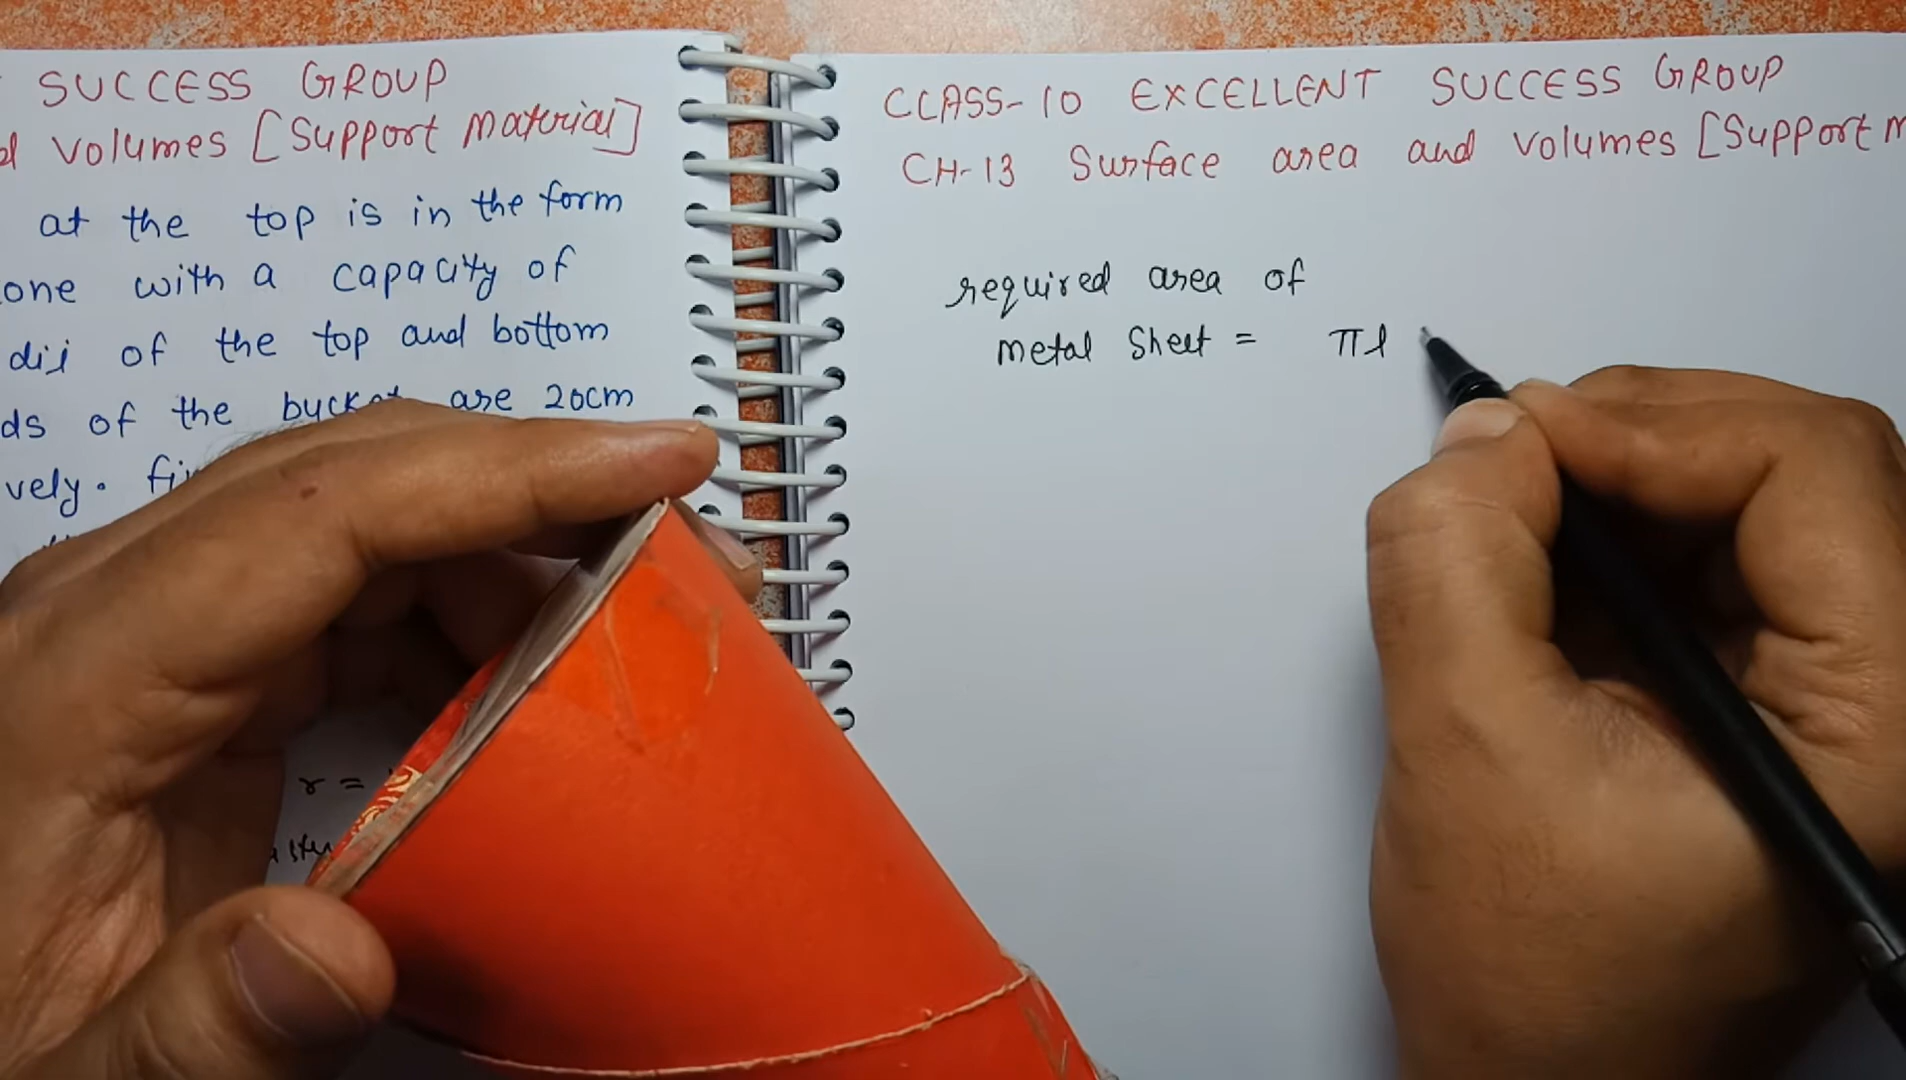 SUCCESS GROUP
d volumes [Support material]
at the top is in the form
one with a capacity of
dii of the top and bottom
ds of the bucket are 20cm
vely. fin
r =
CLASS-10 EXCELLENT SUCCESS GROUP
CH-13 Surface area and volumes [Support m
required area of
metal Sheet = πl